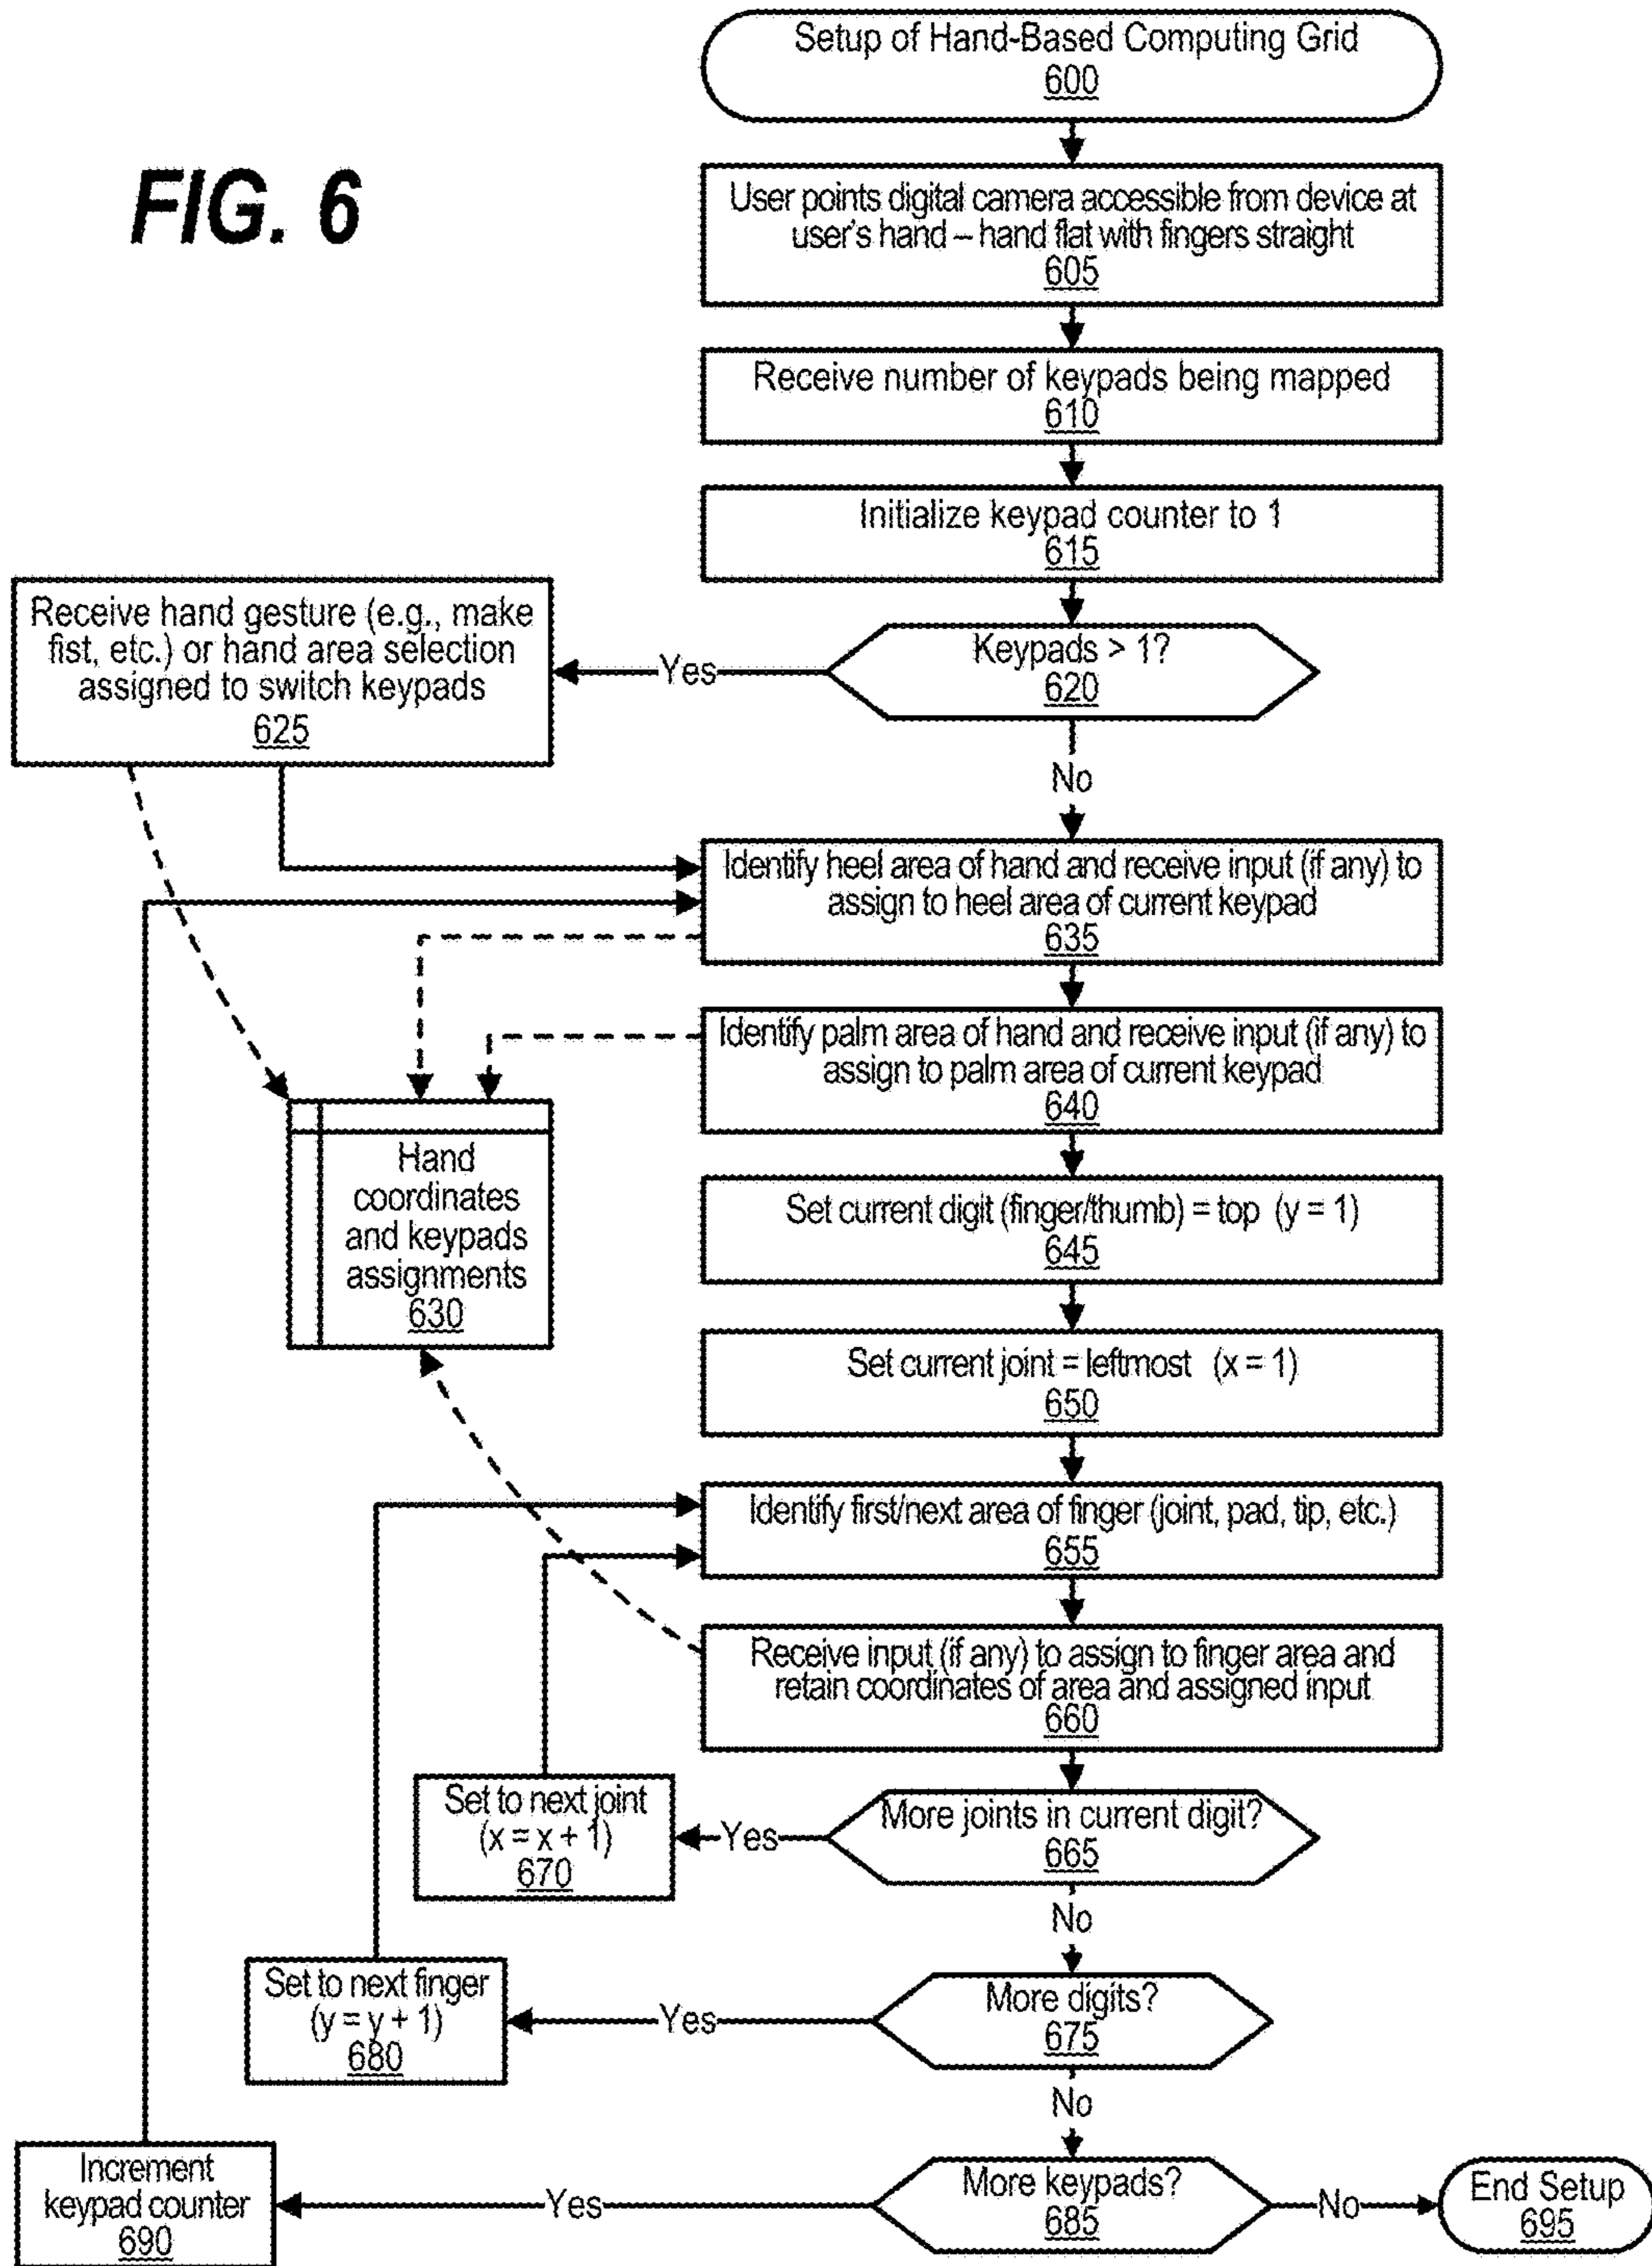 Setup of Hand-Based Computing Grid
600
FIG. 6
User points digital camera accessible from device at
user's hand – hand flat with fingers straight
605
Receive number of keypads being mapped
610
Initialize keypad counter to 1
615
Receive hand gesture (e.g., make
fist, etc.) or hand area selection
assigned to switch keypads
625
Yes
Keypads > 1?
620
No
Identify heel area of hand and receive input (if any) to
assign to heel area of current keypad
635
Identify palm area of hand and receive input (if any) to
assign to palm area of current keypad
640
Hand
coordinates
and keypads
assignments
630
Set current digit (finger/thumb) = top (y = 1)
645
Set current joint = leftmost (x = 1)
650
Identify first/next area of finger (joint, pad, tip, etc.)
655
Receive input (if any) to assign to finger area and
retain coordinates of area and assigned input
660
Set to next joint
(x = x + 1)
670
Yes
More joints in current digit?
665
No
Set to next finger
(y = y + 1)
680
Yes
More digits?
675
No
Increment
keypad counter
690
Yes
More keypads?
685
No
End Setup
695